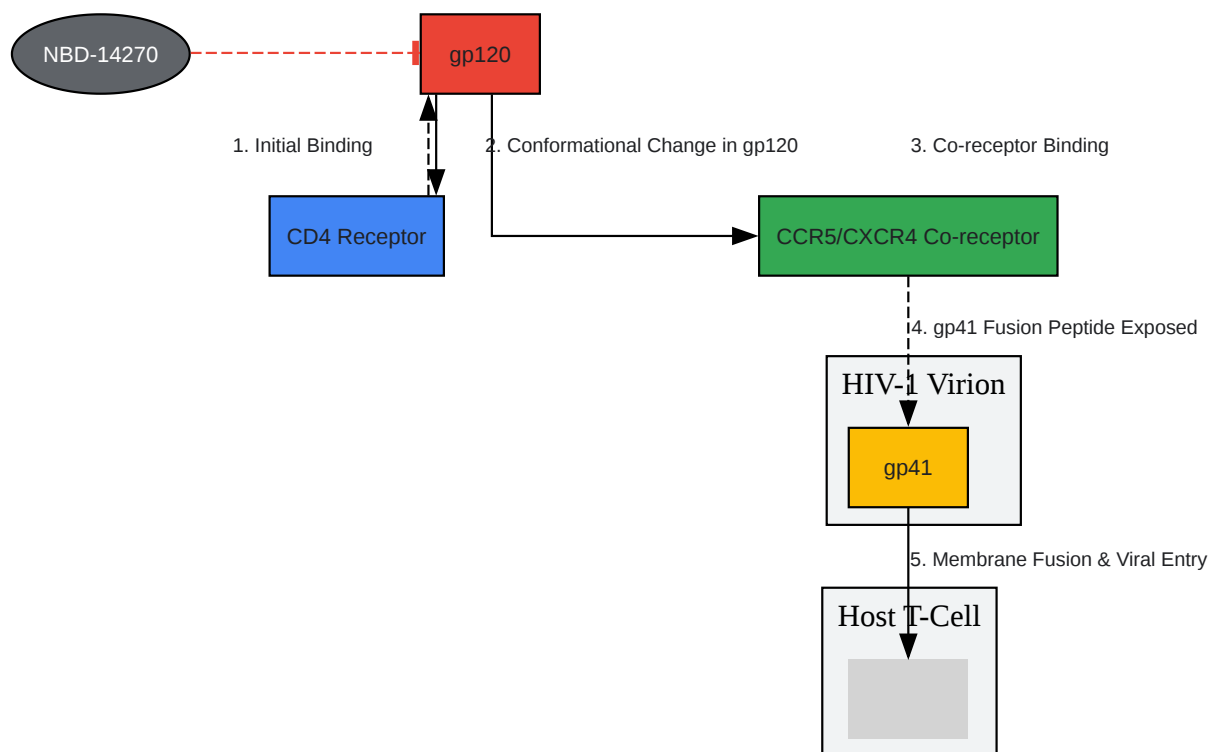 NBD-14270
gp120
1. Initial Binding
2. Conformational Change in gp120
3. Co-receptor Binding
CD4 Receptor
CCR5/CXCR4 Co-receptor
4. gp41 Fusion Peptide Exposed
HIV-1 Virion
gp41
5. Membrane Fusion & Viral Entry
Host T-Cell